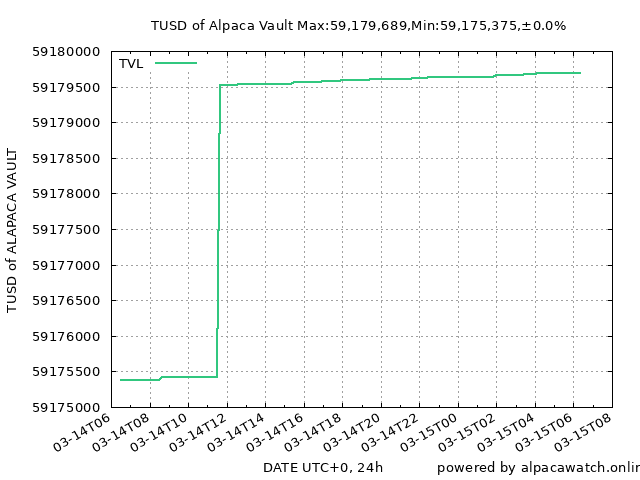 TUSD of Alpaca Vault Max:59,179,689,Min:59,175,375,±0.0%
TVL
59180000
59179500
59179000
59178500
59178000
59177500
59177000
59176500
59176000
59175500
59175000
TUSD of ALAPACA VAULT
03-14T06
03-14T08
03-14T10
03-14T12
03-14T14
03-14T16
03-14T18
03-14T20
03-14T22
03-15T00
03-15T02
03-15T04
03-15T06
03-15T08
DATE UTC+0, 24h
powered by alpacawatch.onlin